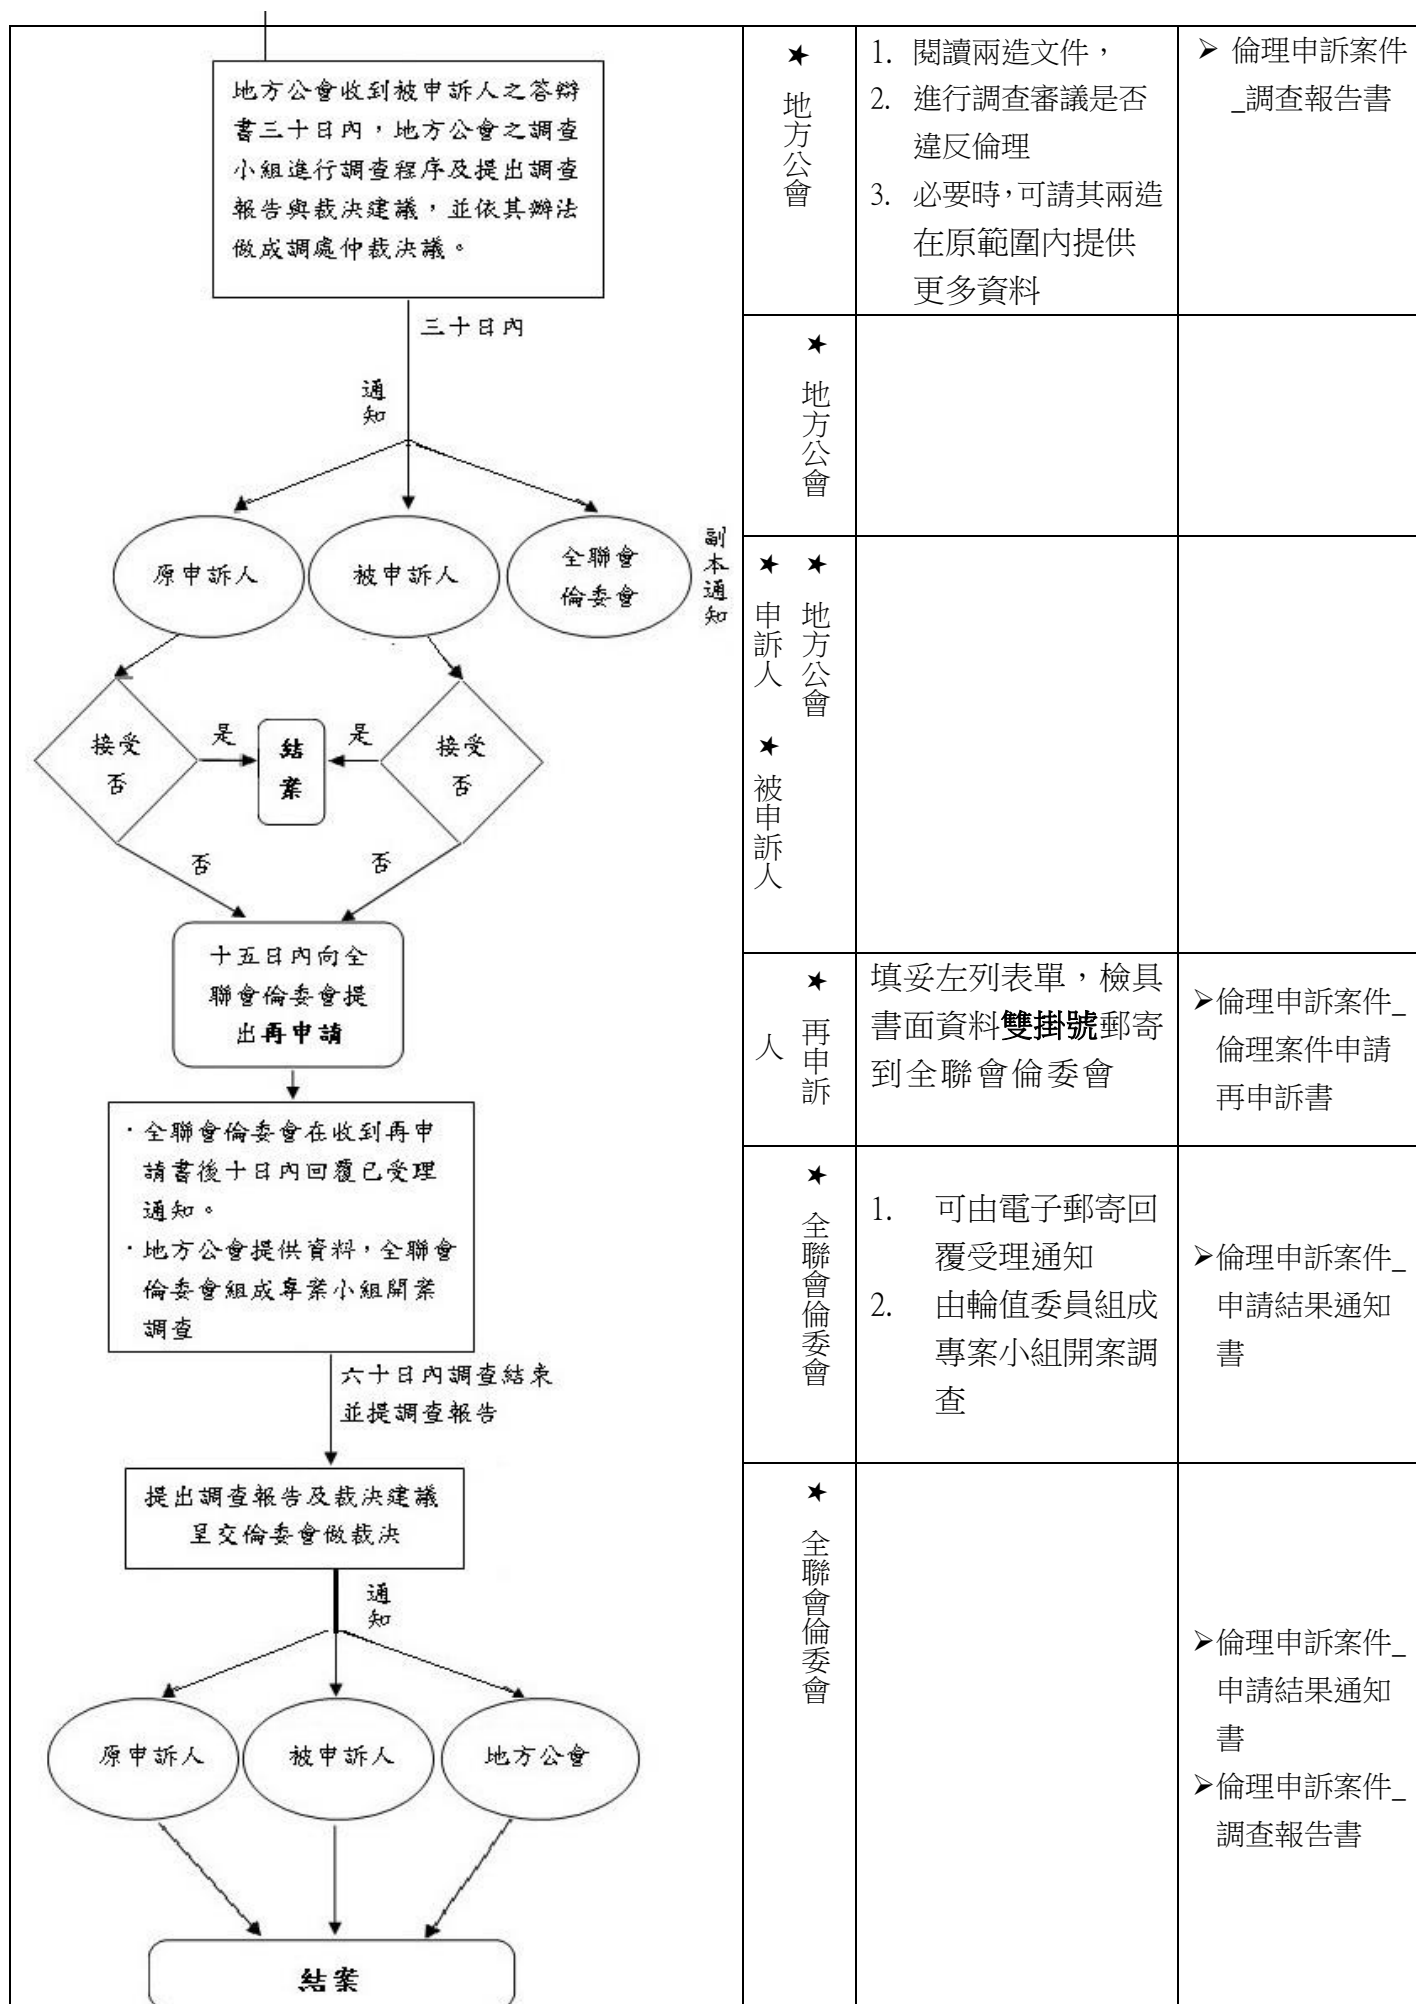 地方公會收到被申訴人之答辯
書三十日內，地方公會之調查
小組進行調查程序及提出調查
報告與裁決建議，並依其辦法
做成調處仲裁決議。
三十日內
通
知
原申訴人
被申訴人
全聯會
倫委會
副
本
通
知
接受
否
是
結
案
是
接受
否
否
否
十五日內向全
聯會倫委會提
出再申請
·全聯會倫委會在收到再申
請書後十日內回覆已受理
通知。
·地方公會提供資料，全聯會
倫委會組成專案小組開案
調查
六十日內調查結束
並提調查報告
提出調查報告及裁決建議
呈交倫委會做裁決
通
知
原申訴人
被申訴人
地方公會
結案
★ 地方公會
1. 閱讀兩造文件，
2. 進行調查審議是否
違反倫理
3. 必要時，可請其兩造
在原範圍內提供
更多資料
➢ 倫理申訴案件
_調查報告書
★ 地方公會
★ 地方公會
★ 申訴人 ★ 被申訴人
★ 再申訴
人
填妥左列表單，檢具
書面資料雙掛號郵寄
到全聯會倫委會
➢倫理申訴案件_
倫理案件申請
再申訴書
★ 全聯會倫委會
1. 可由電子郵寄回
覆受理通知
2. 由輪值委員組成
專案小組開案調
查
➢倫理申訴案件_
申請結果通知
書
★ 全聯會倫委會
➢倫理申訴案件_
申請結果通知
書
➢倫理申訴案件_
調查報告書